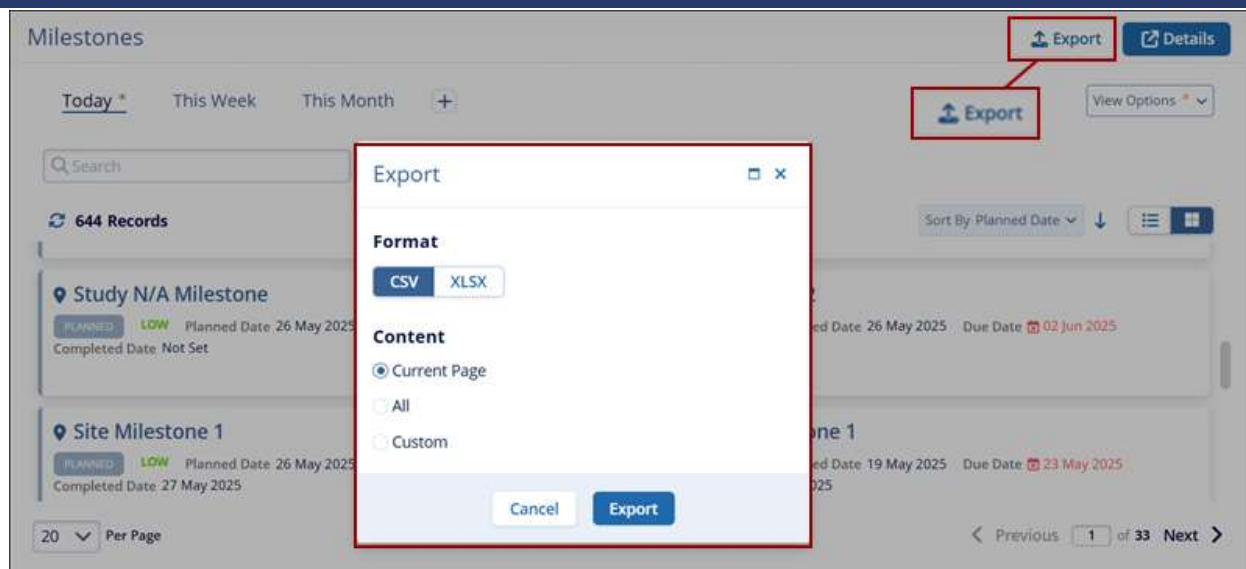 Milestones
Export
Details
Today *
This Week
This Month
+
Export
View Options *
Search
Export
644 Records
Sort By Planned Date
Format
CSV
XLSX
Study N/A Milestone
PLANNED LOW Planned Date 26 May 2025
ed Date 26 May 2025 Due Date 02 Jun 2025
Completed Date Not Set
Content
Current Page
All
Custom
Site Milestone 1
one 1
PLANNED LOW Planned Date 26 May 2025
ed Date 19 May 2025 Due Date 23 May 2025
Completed Date 27 May 2025
025
Cancel
Export
20 Per Page
Previous 1 of 33 Next